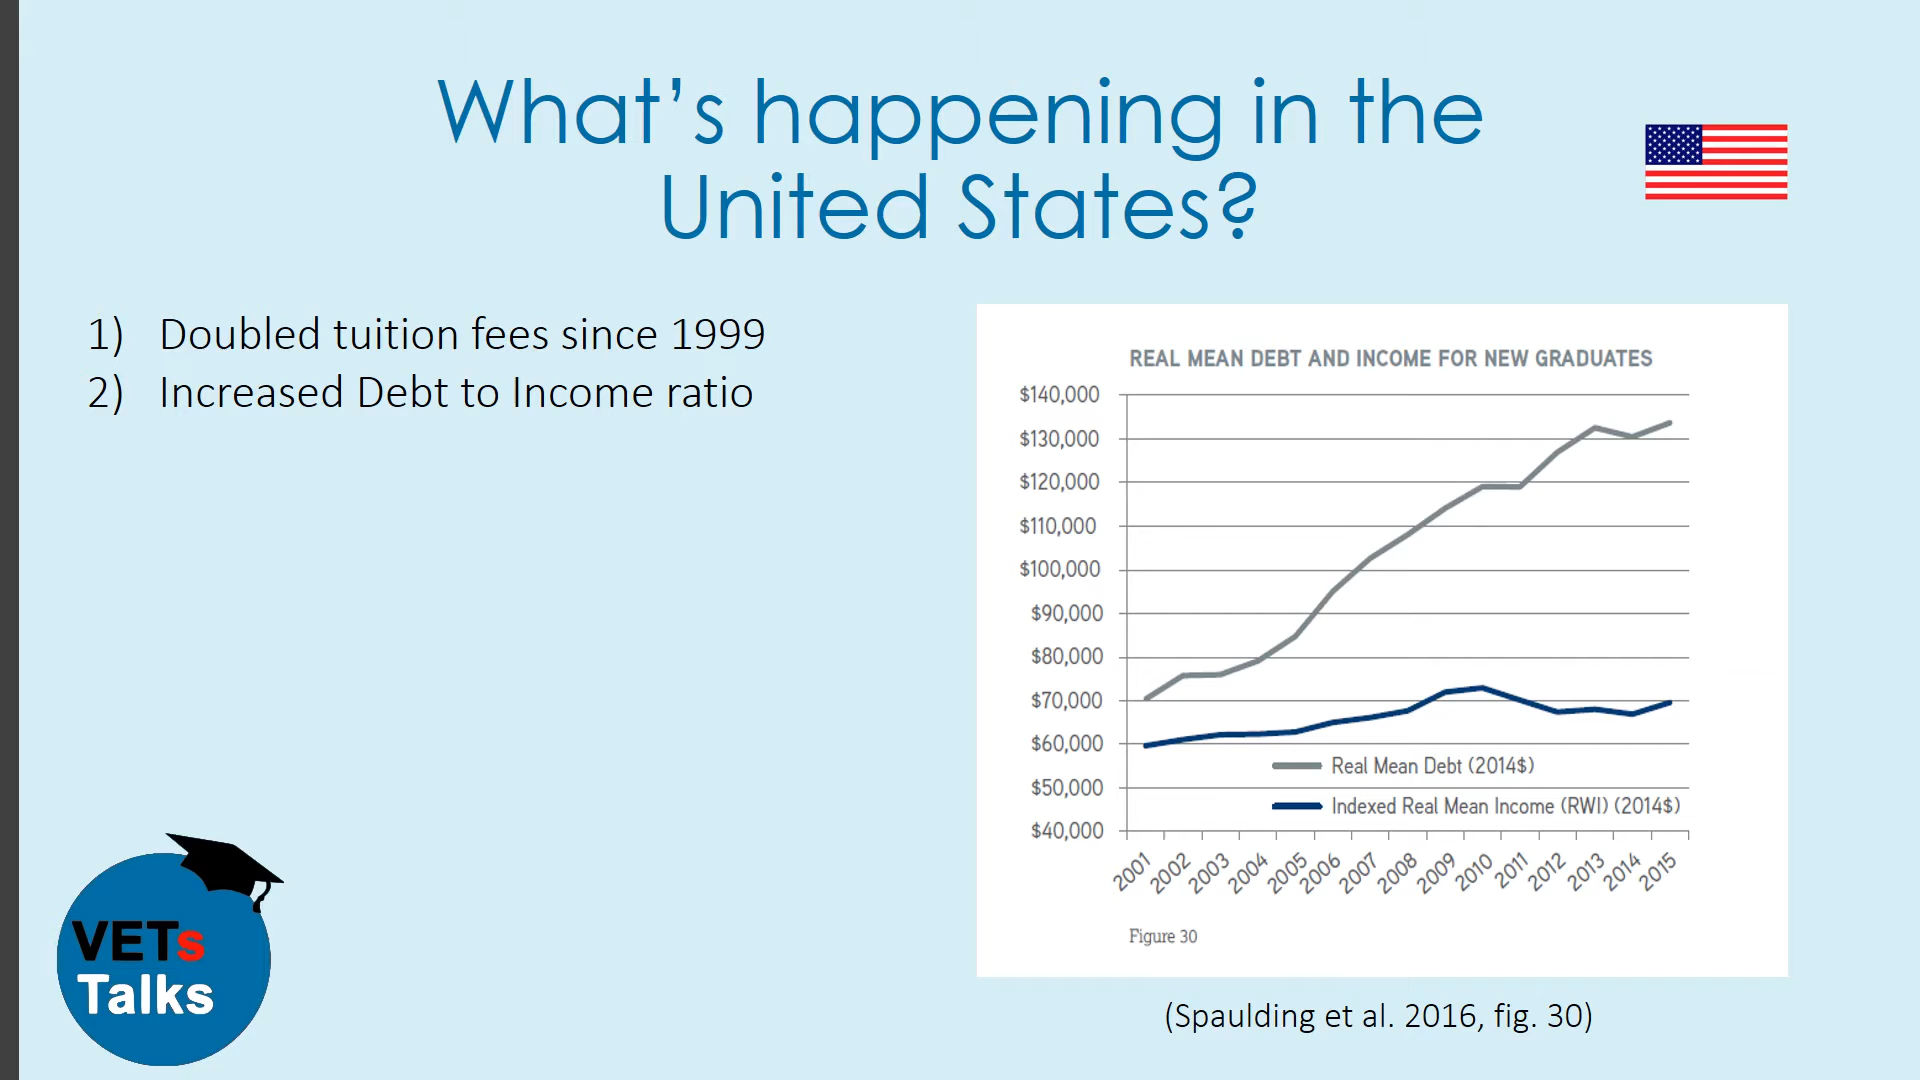 What’s happening in the
United States?
1) Doubled tuition fees since 1999
2) Increased Debt to Income ratio
REAL MEAN DEBT AND INCOME FOR NEW GRADUATES
$140,000
$130,000
$120,000
$110,000
$100,000
$90,000
$80,000
$70,000
$60,000
$50,000
$40,000
Real Mean Debt (2014$)
Indexed Real Mean Income (RWI) (2014$)
2001 2002 2003 2004 2005 2006 2007 2008 2009 2010 2011 2012 2013 2014 2015
Figure 30
(Spaulding et al. 2016, fig. 30)
VETs
Talks